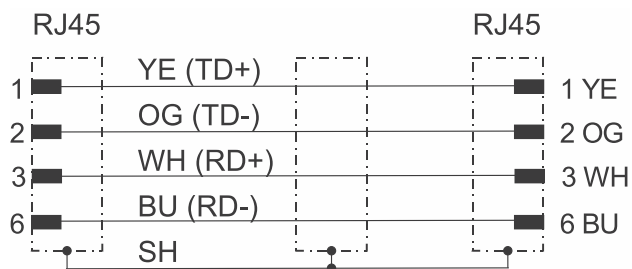 RJ45 RJ45
1 YE (TD+) 1 YE
2 OG (TD-) 2 OG
3 WH (RD+) 3 WH
6 BU (RD-) 6 BU
SH